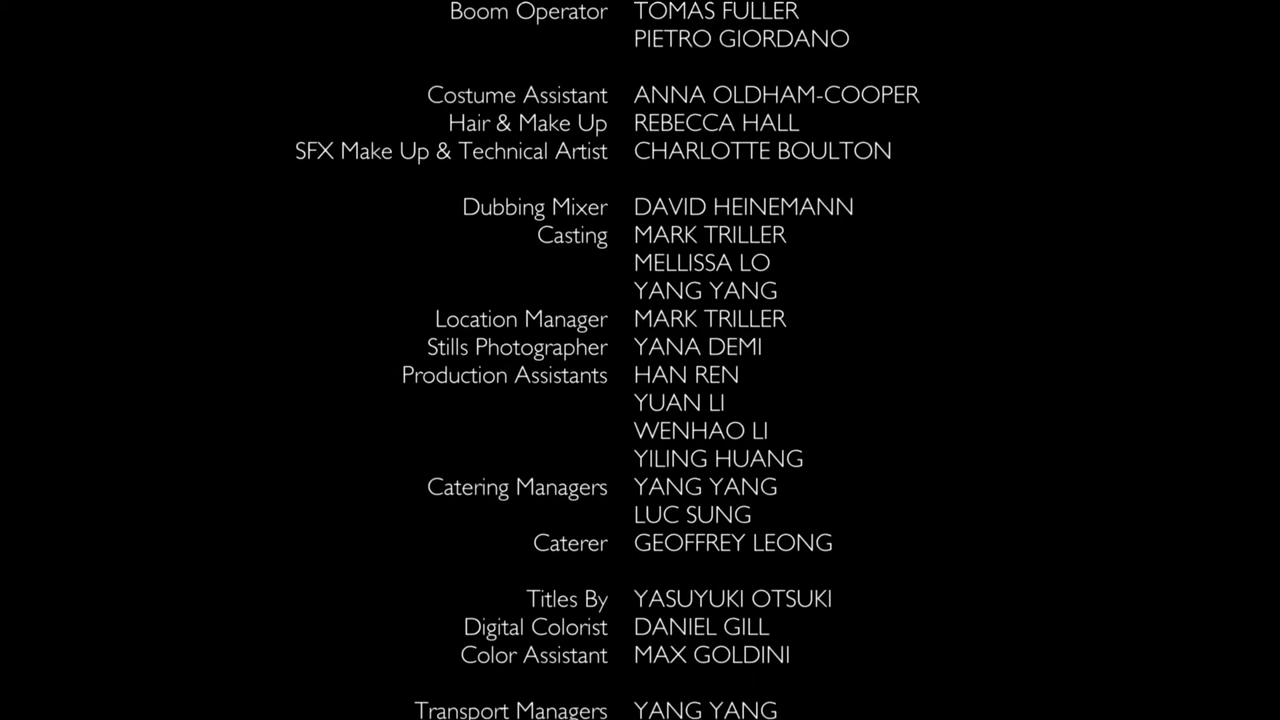 Boom Operator TOMAS FULLER
PIETRO GIORDANO
Costume Assistant ANNA OLDHAM-COOPER
Hair & Make Up REBECCA HALL
SFX Make Up & Technical Artist CHARLOTTE BOULTON
Dubbing Mixer DAVID HEINEMANN
Casting MARK TRILLER
MELLISSA LO
YANG YANG
Location Manager MARK TRILLER
Stills Photographer YANA DEMI
Production Assistants HAN REN
YUAN LI
WENHAO LI
YILING HUANG
Catering Managers YANG YANG
LUC SUNG
Caterer GEOFFREY LEONG
Titles By YASUYUKI OTSUKI
Digital Colorist DANIEL GILL
Color Assistant MAX GOLDINI
Transport Managers YANG YANG